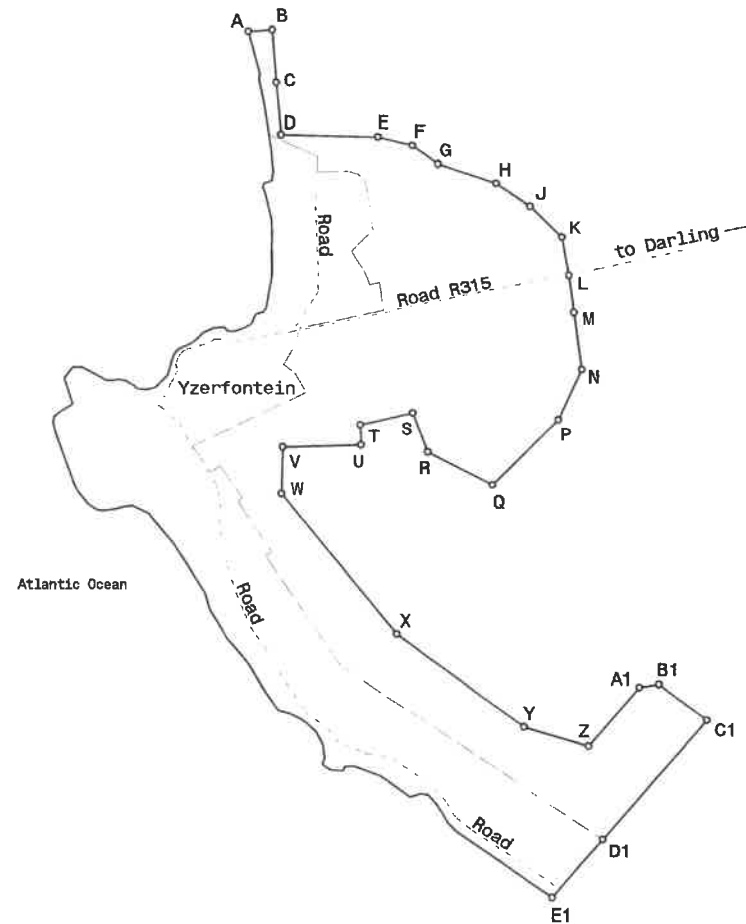 A
B
C
D
E
F
G
H
J
K
to Darling
Road
L
Road R315
M
N
Yzerfontein
P
S
T
U
V
R
W
Q
Atlantic Ocean
Road
X
A1
B1
C1
Y
Z
Road
D1
E1